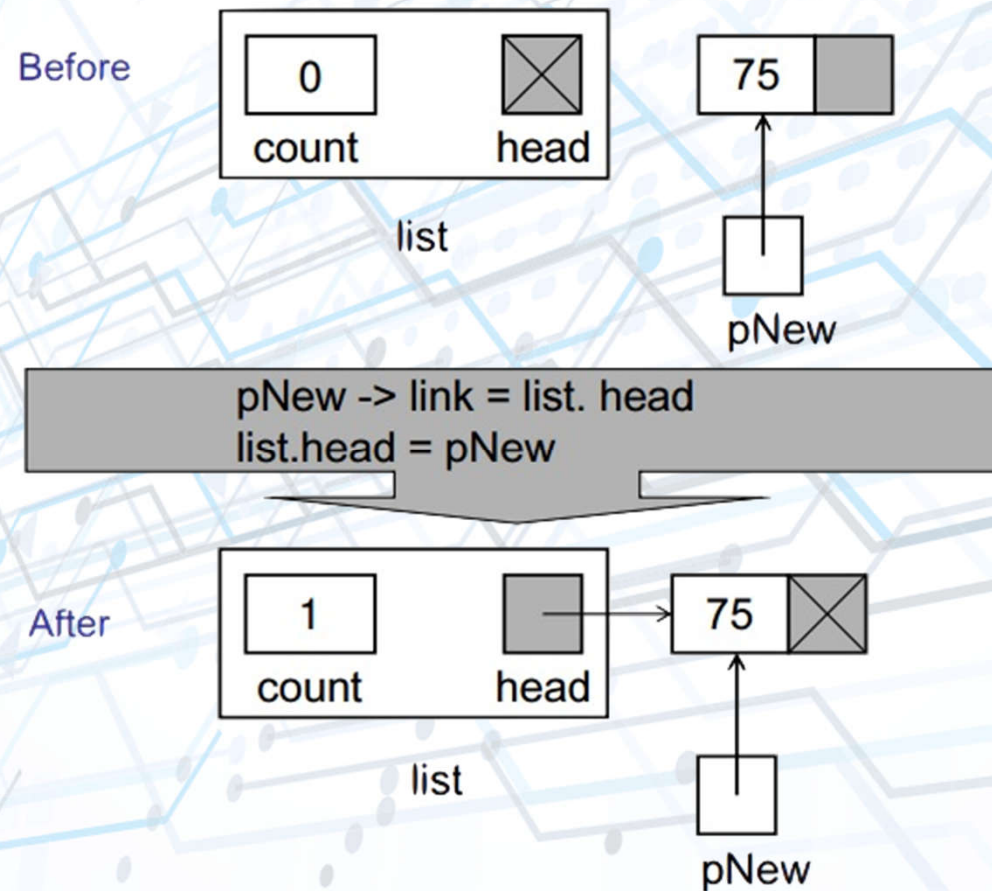 Before
0
75
count
head
list
pNew
pNew -> link = list. head
list.head = pNew
After
1
75
count
head
list
pNew